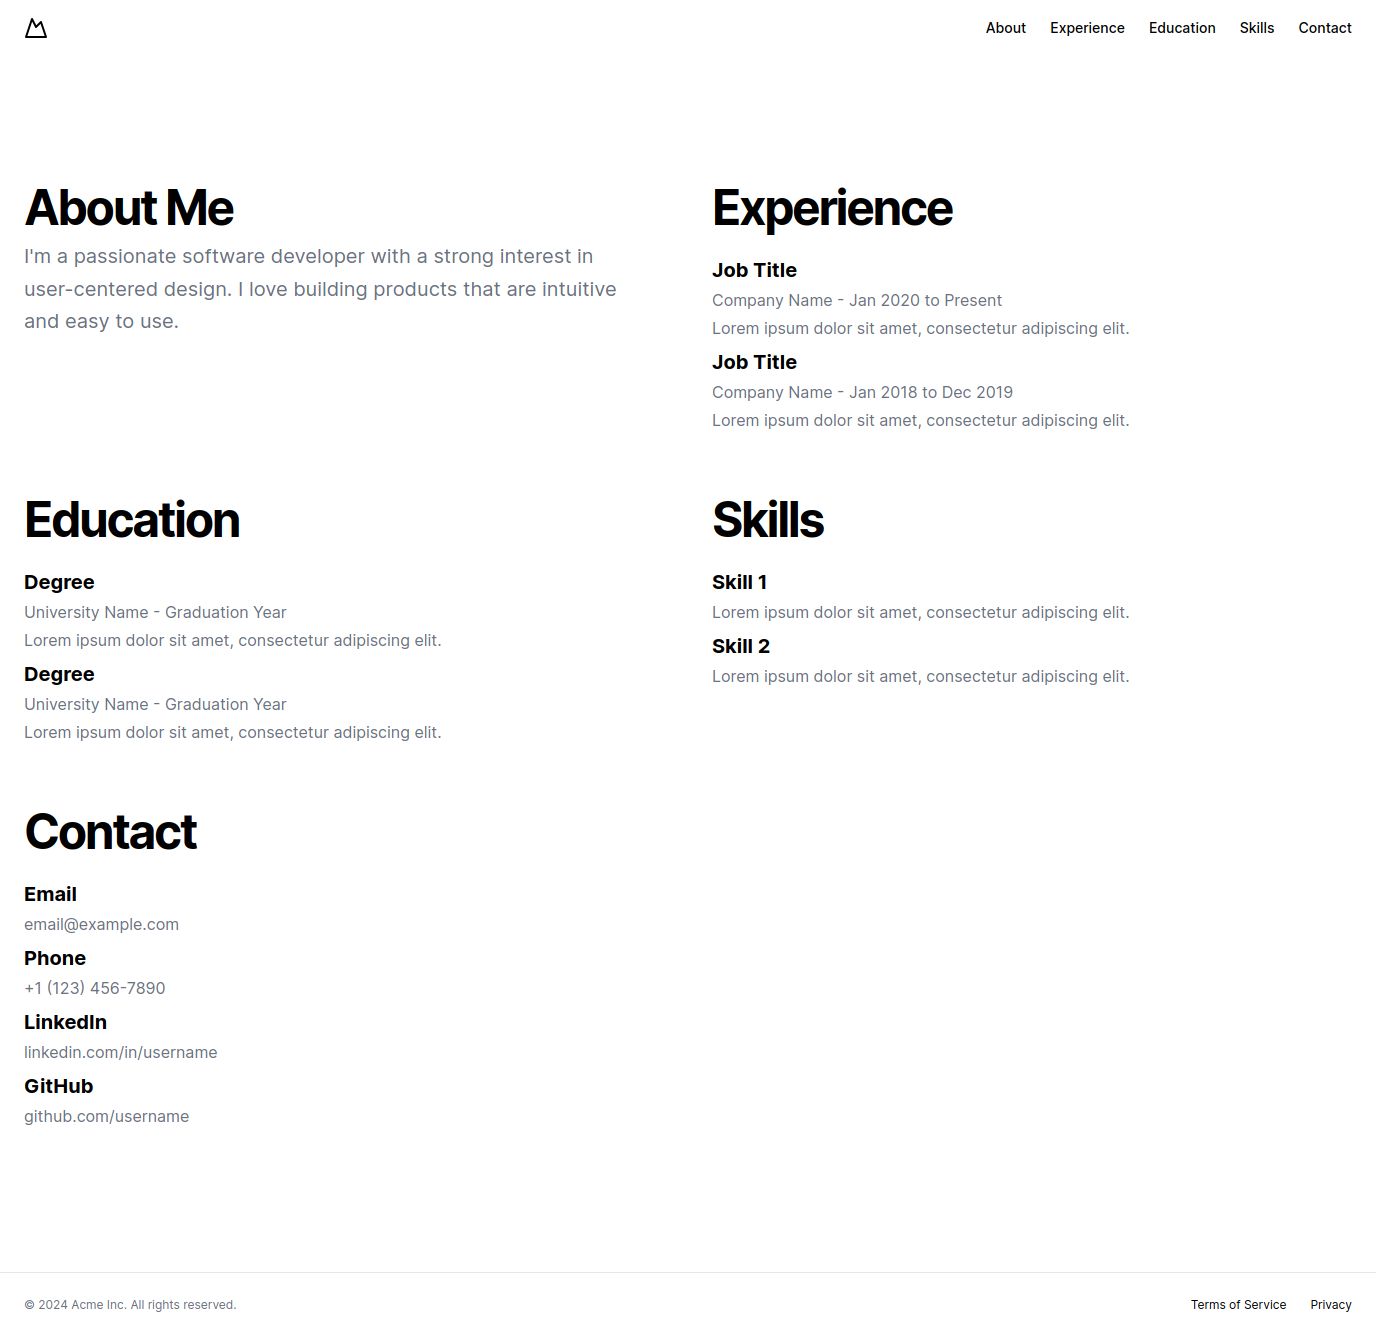 About
Experience
Education
Skills
Contact
About Me
I'm a passionate software developer with a strong interest in
user-centered design. I love building products that are intuitive
and easy to use.
Experience
Job Title
Company Name - Jan 2020 to Present
Lorem ipsum dolor sit amet, consectetur adipiscing elit.
Job Title
Company Name - Jan 2018 to Dec 2019
Lorem ipsum dolor sit amet, consectetur adipiscing elit.
Education
Degree
University Name - Graduation Year
Lorem ipsum dolor sit amet, consectetur adipiscing elit.
Degree
University Name - Graduation Year
Lorem ipsum dolor sit amet, consectetur adipiscing elit.
Skills
Skill 1
Lorem ipsum dolor sit amet, consectetur adipiscing elit.
Skill 2
Lorem ipsum dolor sit amet, consectetur adipiscing elit.
Contact
Email
email@example.com
Phone
+1 (123) 456-7890
LinkedIn
linkedin.com/in/username
GitHub
github.com/username
© 2024 Acme Inc. All rights reserved.
Terms of Service
Privacy